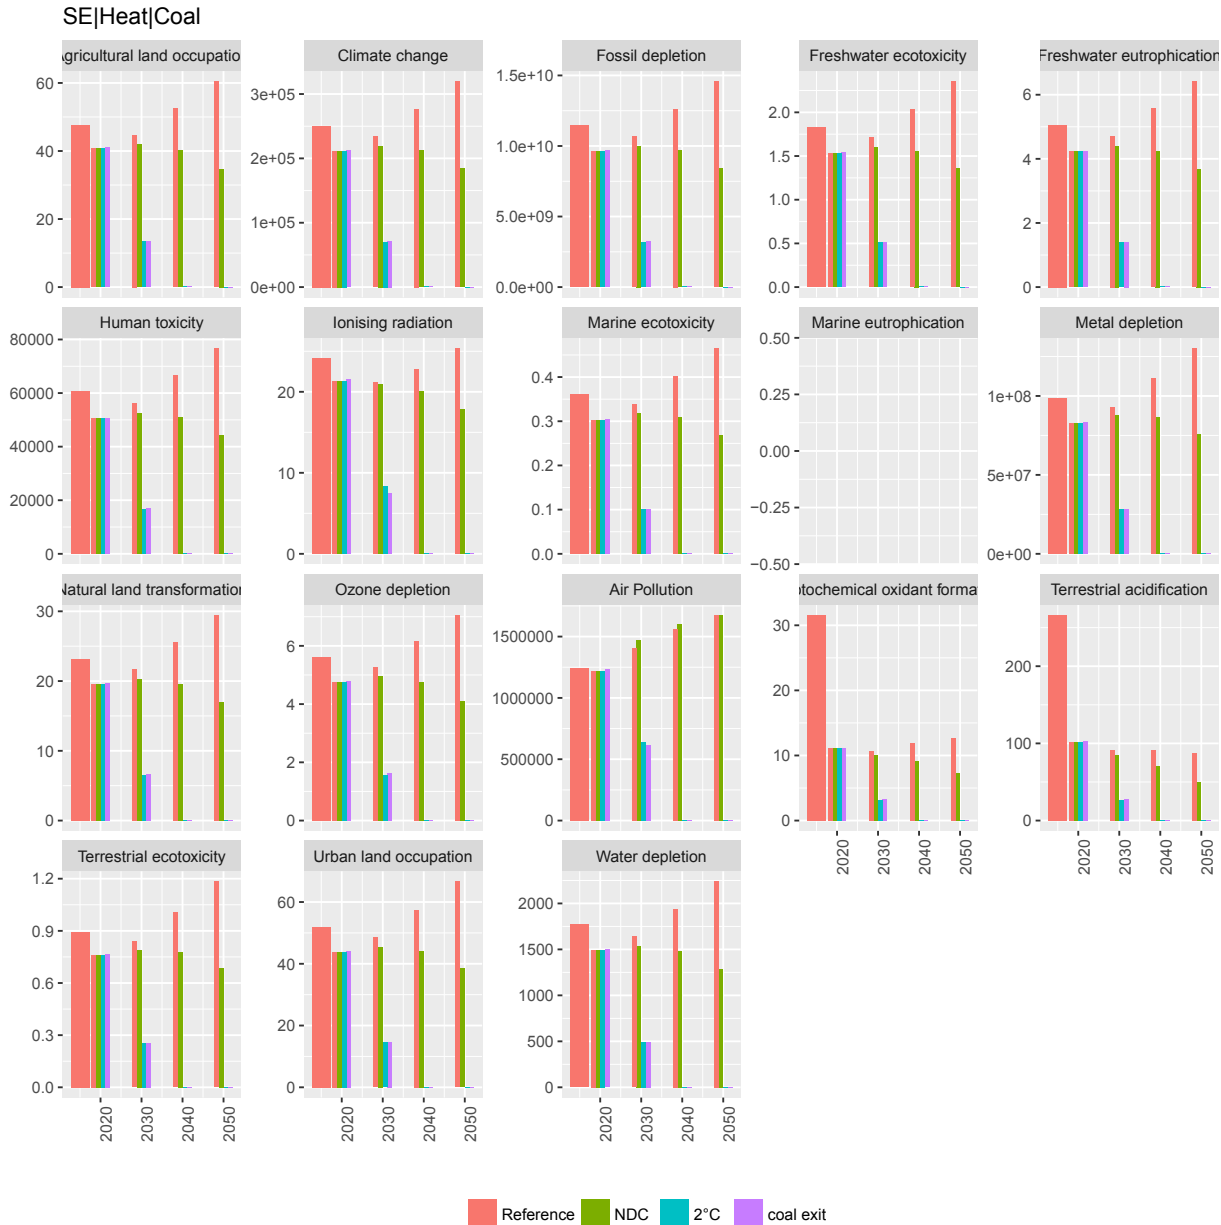 SE|Heat|Coal
Agricultural land occupation
Climate change
Fossil depletion
Freshwater ecotoxicity
Freshwater eutrophication
60
40
20
0
3e+05
2e+05
1e+05
0e+00
1.5e+10
1.0e+10
5.0e+09
0.0e+00
2.0
1.5
1.0
0.5
0.0
6
4
2
0
Human toxicity
Ionising radiation
Marine ecotoxicity
Marine eutrophication
Metal depletion
80000
60000
40000
20000
0
20
10
0
0.4
0.3
0.2
0.1
0.0
0.50
0.25
0.00
−0.25
−0.50
1e+08
5e+07
0e+00
Natural land transformation
Ozone depletion
Air Pollution
otochemical oxidant format
Terrestrial acidification
30
20
10
0
6
4
2
0
1500000
1000000
500000
0
30
20
10
0
200
100
0
2020
2030
2040
2050
2020
2030
2040
2050
Terrestrial ecotoxicity
Urban land occupation
Water depletion
1.2
0.9
0.6
0.3
0.0
60
40
20
0
2000
1500
1000
500
0
2020
2030
2040
2050
2020
2030
2040
2050
2020
2030
2040
2050
Reference
NDC
2°C
coal exit